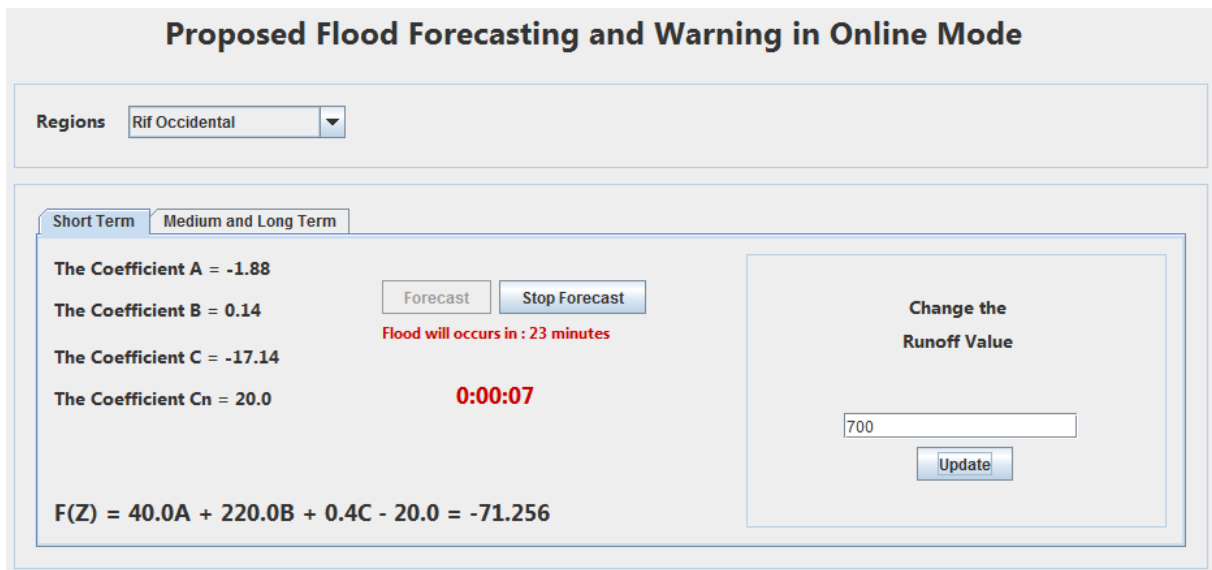 Proposed Flood Forecasting and Warning in Online Mode
Regions Rif Occidental
Short Term Medium and Long Term
The Coefficient A = -1.88
The Coefficient B = 0.14
The Coefficient C = -17.14
The Coefficient Cn = 20.0
Forecast Stop Forecast
Flood will occurs in : 23 minutes
0:00:07
F(Z) = 40.0A + 220.0B + 0.4C - 20.0 = -71.256
Change the
Runoff Value
700
Update